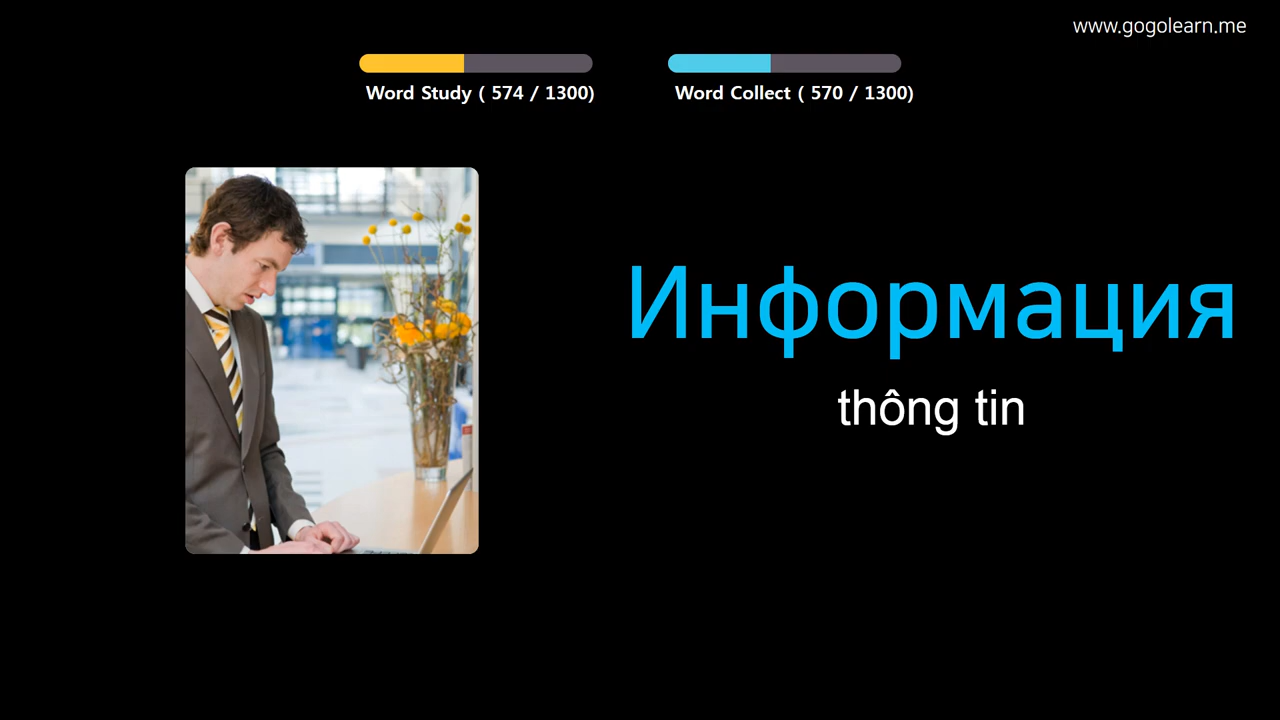 www.gogolearn.me
Word Study ( 574 / 1300)
Word Collect ( 570 / 1300)
Информация
thông tin